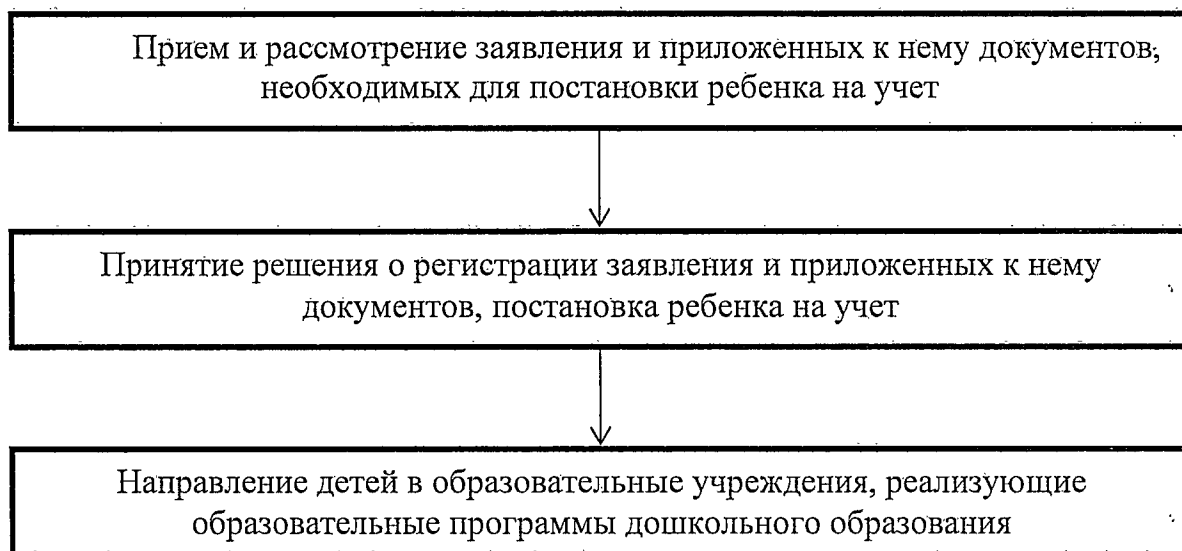 Прием и рассмотрение заявления и приложенных к нему документов,
необходимых для постановки ребенка на учет
Принятие решения о регистрации заявления и приложенных к нему
документов, постановка ребенка на учет
Направление детей в образовательные учреждения, реализующие
образовательные программы дошкольного образования